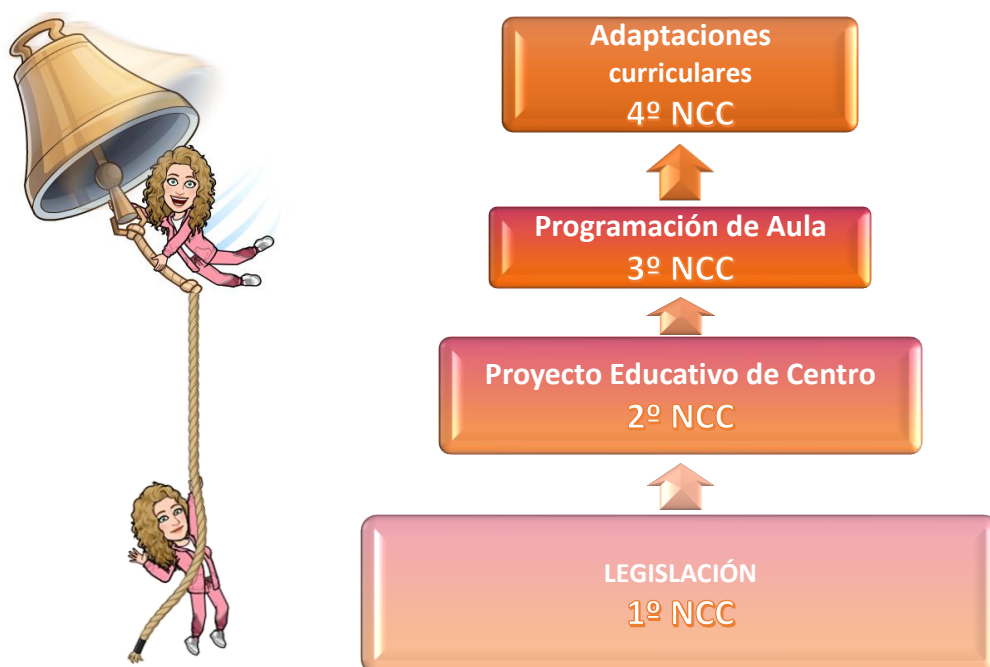 Adaptaciones
curriculares
4º NCC
Programación de Aula
3º NCC
Proyecto Educativo de Centro
2º NCC
LEGISLACIÓN
1º NCC